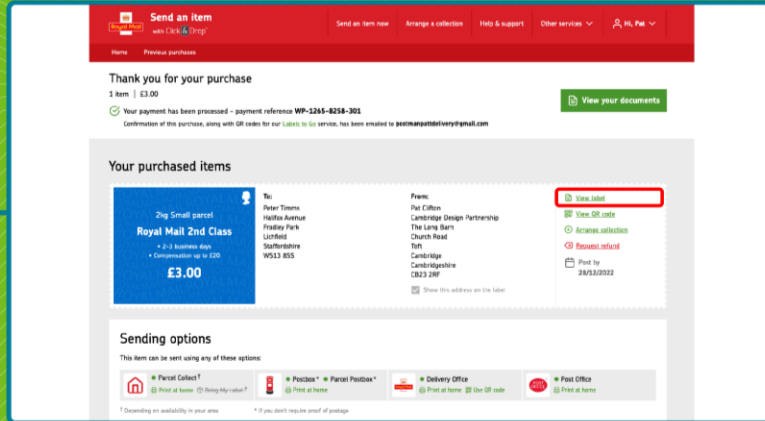 Royal Mail
Send an item
with Click & Drop
Send an item now
Arrange a collection
Help & support
Other services
Hi, Pat
Home
Previous purchases
Thank you for your purchase
1 item | £3.00
Your payment has been processed - payment reference WP-1265-8258-301
Confirmation of this purchase, along with QR codes for our Labels to Go service, has been emailed to postmanpattdelivery@gmail.com
View your documents
Your purchased items
2kg Small parcel
Royal Mail 2nd Class
• 2-3 business days
• Compensation up to £20
£3.00
To:
Peter Timms
Halifax Avenue
Fradley Park
Lichfield
Staffordshire
WS13 8SS
From:
Pat Clifton
Cambridge Design Partnership
The Long Barn
Church Road
Toft
Cambridge
Cambridgeshire
CB23 2RF
Show this address on the label
View label
View QR code
Arrange collection
Request refund
Post by
28/12/2022
Sending options
This item can be sent using any of these options:
Parcel Collect†
Print at home Bring My Label†
Postbox* Parcel Postbox*
Print at home
Delivery Office
Print at home Use QR code
POST OFFICE
Post Office
Print at home
† Depending on availability in your area
* If you don't require proof of postage